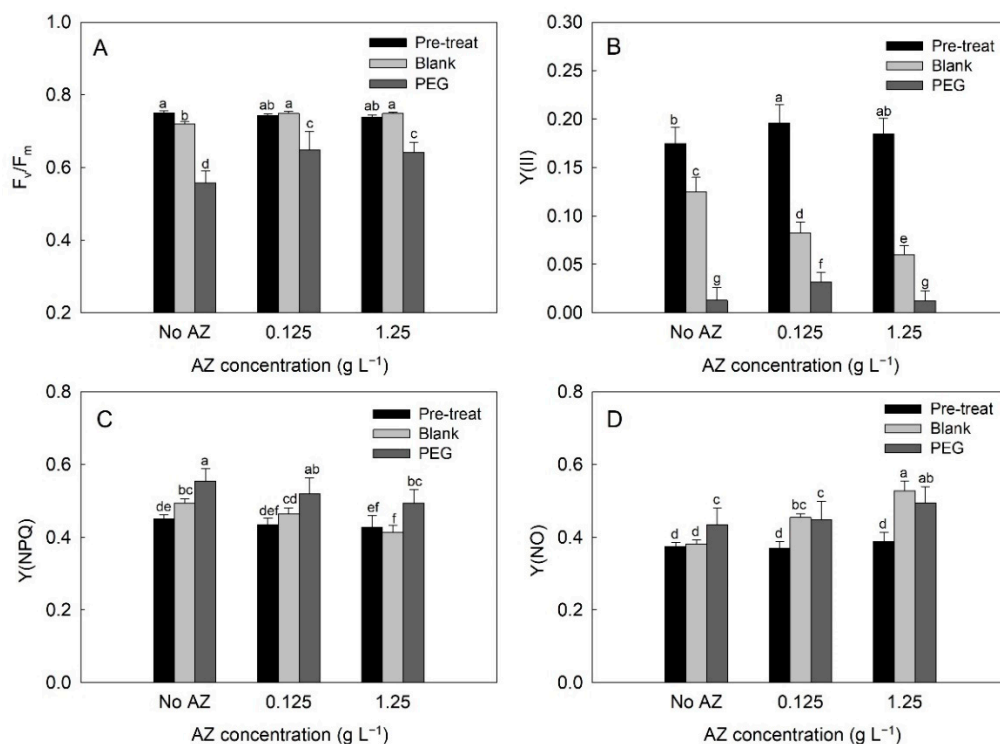 A
Pre-treat
Blank
PEG
1.0
0.8
0.6
0.4
0.2
Fv/Fm
a
b
d
ab
a
c
ab
a
c
No AZ
0.125
1.25
AZ concentration (g L⁻¹)
B
Pre-treat
Blank
PEG
0.30
0.25
0.20
0.15
0.10
0.05
0.00
Y(II)
b
c
g
a
d
f
ab
e
g
No AZ
0.125
1.25
AZ concentration (g L⁻¹)
C
Pre-treat
Blank
PEG
0.8
0.6
0.4
0.2
0.0
Y(NPQ)
de
bc
a
def
cd
ab
ef
f
bc
No AZ
0.125
1.25
AZ concentration (g L⁻¹)
D
Pre-treat
Blank
PEG
0.8
0.6
0.4
0.2
0.0
Y(NO)
d
d
c
d
bc
c
d
a
ab
No AZ
0.125
1.25
AZ concentration (g L⁻¹)